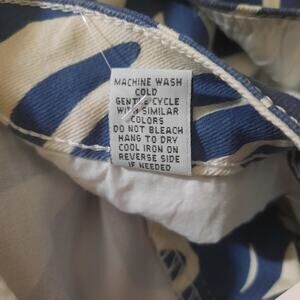 MACHINE WASH
COLD
GENTLE CYCLE
WITH SIMILAR
COLORS
DO NOT BLEACH
HANG TO DRY
COOL IRON ON
REVERSE SIDE
IF NEEDED